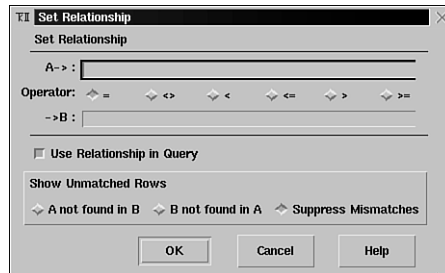 Set Relationship
Set Relationship
A-> :
Operator: = <> < <= > >=
->B :
Use Relationship in Query
Show Unmatched Rows
A not found in B B not found in A Suppress Mismatches
OK Cancel Help